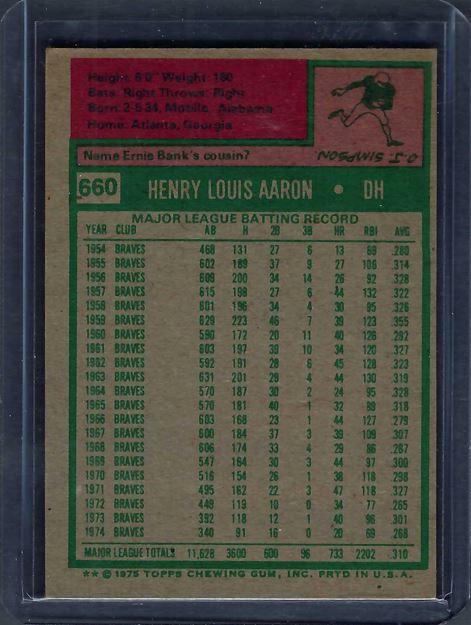 Height: 6'0" Weight: 180
Bats: Right Throws: Right
Born: 2-5-34, Mobile, Alabama
Home: Atlanta, Georgia
Name Ernie Bank's cousin?
O.J. SIMPSON
660 HENRY LOUIS AARON • DH
MAJOR LEAGUE BATTING RECORD
YEAR CLUB AB H 2B 3B HR RBI AVG
1954 BRAVES 468 131 27 6 13 69 .280
1955 BRAVES 602 189 37 9 27 106 .314
1956 BRAVES 609 200 34 14 26 92 .328
1957 BRAVES 615 198 27 6 44 132 .322
1958 BRAVES 601 196 34 4 30 95 .326
1959 BRAVES 629 223 46 7 39 123 .355
1960 BRAVES 590 172 20 11 40 126 .292
1961 BRAVES 603 197 39 10 34 120 .327
1962 BRAVES 592 191 28 6 45 128 .323
1963 BRAVES 631 201 29 4 44 130 .319
1964 BRAVES 570 187 30 2 24 95 .328
1965 BRAVES 570 181 40 1 32 89 .318
1966 BRAVES 603 168 23 1 44 127 .279
1967 BRAVES 600 184 37 3 39 109 .307
1968 BRAVES 606 174 33 4 29 86 .287
1969 BRAVES 547 164 30 3 44 97 .300
1970 BRAVES 516 154 26 1 38 118 .298
1971 BRAVES 495 162 22 3 47 118 .327
1972 BRAVES 449 119 10 0 34 77 .265
1973 BRAVES 392 118 12 1 40 96 .301
1974 BRAVES 340 91 16 0 20 69 .268
MAJOR LEAGUE TOTALS 11,628 3600 600 96 733 2202 .310
** © 1975 TOPPS CHEWING GUM, INC. PRTD IN U.S.A.